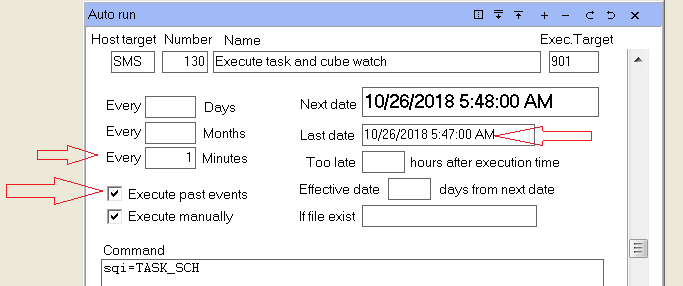 Auto run
Host target Number Name Exec.Target
SMS 130 Execute task and cube watch 901
Every Days Next date 10/26/2018 5:48:00 AM
Every Months Last date 10/26/2018 5:47:00 AM
Every 1 Minutes Too late hours after execution time
Execute past events Effective date days from next date
Execute manually If file exist
Command
sqi=TASK_SCH